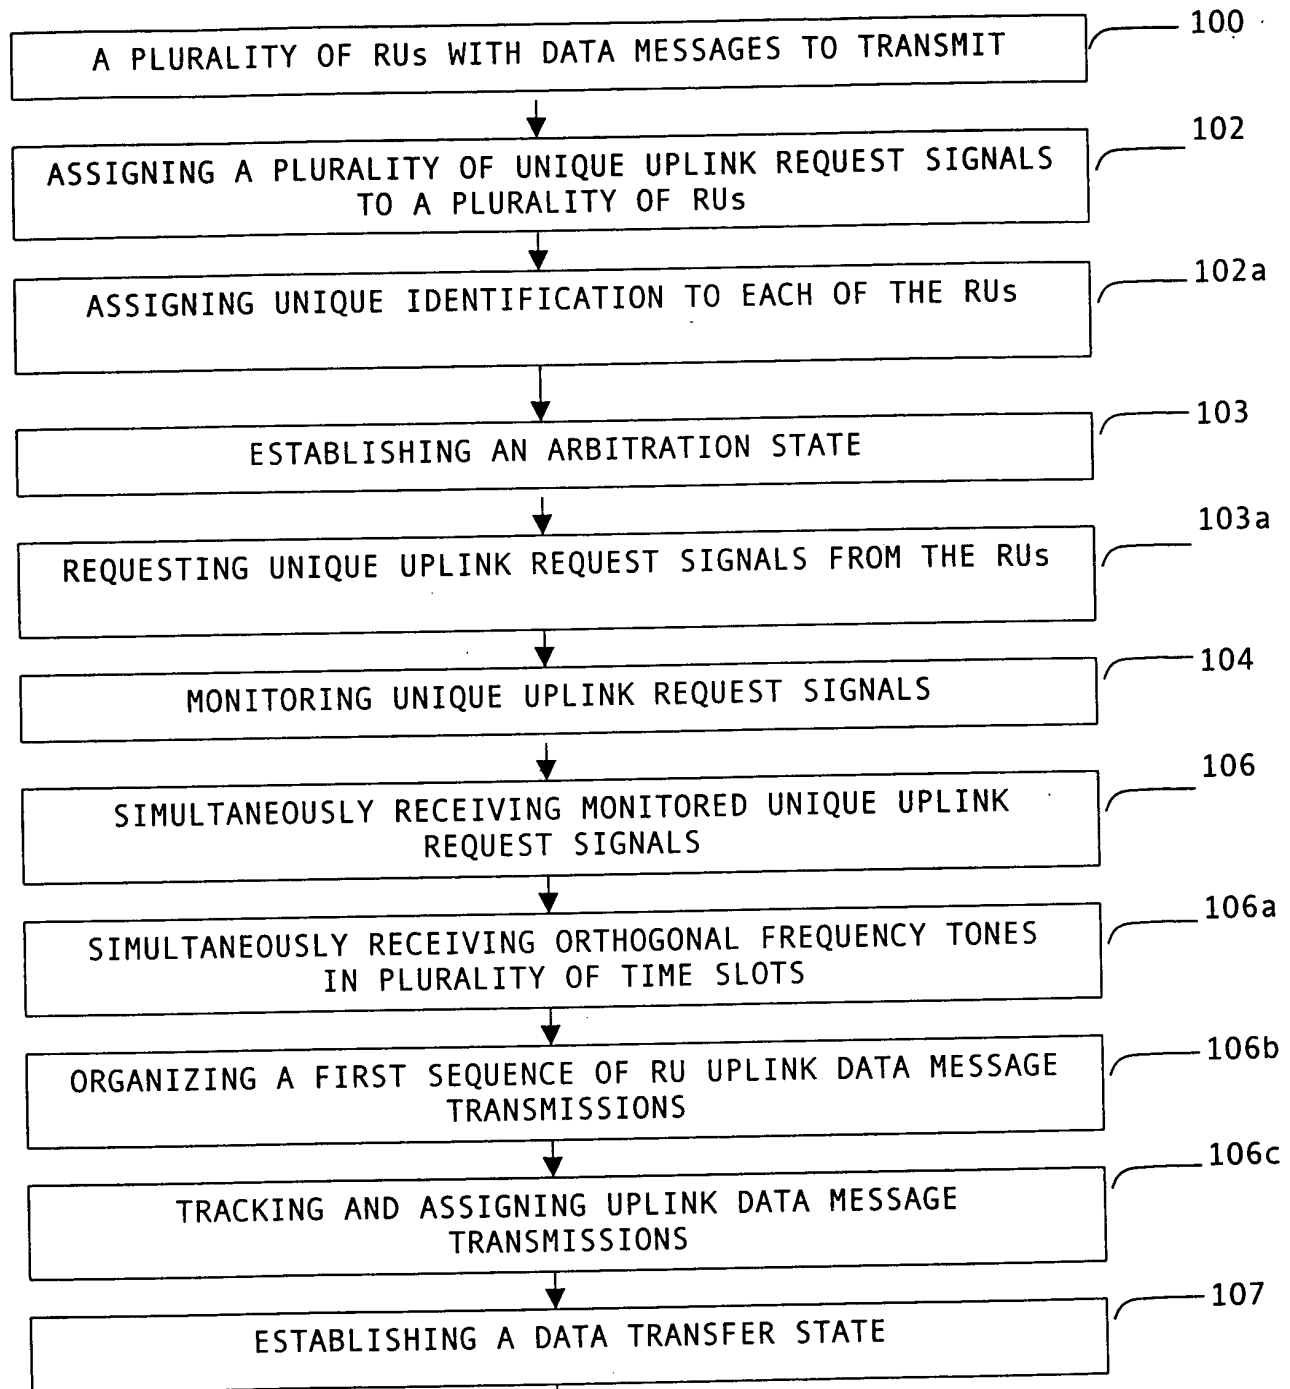 100
A PLURALITY OF RUs WITH DATA MESSAGES TO TRANSMIT
102
ASSIGNING A PLURALITY OF UNIQUE UPLINK REQUEST SIGNALS
TO A PLURALITY OF RUs
102a
ASSIGNING UNIQUE IDENTIFICATION TO EACH OF THE RUs
103
ESTABLISHING AN ARBITRATION STATE
103a
REQUESTING UNIQUE UPLINK REQUEST SIGNALS FROM THE RUs
104
MONITORING UNIQUE UPLINK REQUEST SIGNALS
106
SIMULTANEOUSLY RECEIVING MONITORED UNIQUE UPLINK
REQUEST SIGNALS
106a
SIMULTANEOUSLY RECEIVING ORTHOGONAL FREQUENCY TONES
IN PLURALITY OF TIME SLOTS
106b
ORGANIZING A FIRST SEQUENCE OF RU UPLINK DATA MESSAGE
TRANSMISSIONS
106c
TRACKING AND ASSIGNING UPLINK DATA MESSAGE
TRANSMISSIONS
107
ESTABLISHING A DATA TRANSFER STATE